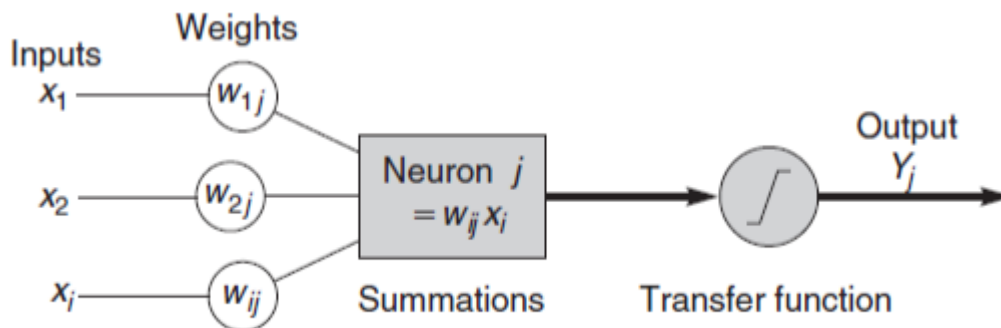 Weights
Inputs
x₁
w₁ⱼ
Neuron j
= wᵢⱼ xᵢ
x₂
w₂ⱼ
Output
Yⱼ
xᵢ
wᵢⱼ
Summations
Transfer function